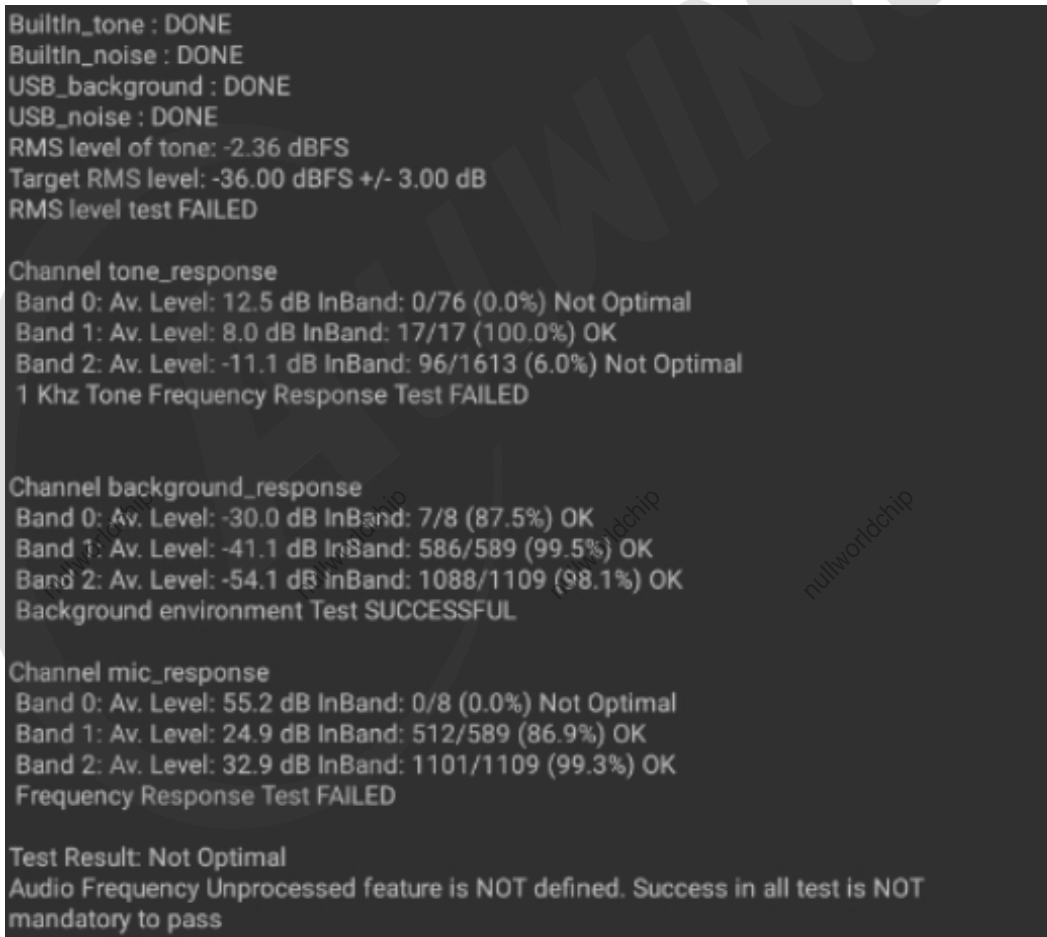 BuiltIn_tone : DONE
BuiltIn_noise : DONE
USB_background : DONE
USB_noise : DONE
RMS level of tone: -2.36 dBFS
Target RMS level: -36.00 dBFS +/- 3.00 dB
RMS level test FAILED
Channel tone_response
Band 0: Av. Level: 12.5 dB InBand: 0/76 (0.0%) Not Optimal
Band 1: Av. Level: 8.0 dB InBand: 17/17 (100.0%) OK
Band 2: Av. Level: -11.1 dB InBand: 96/1613 (6.0%) Not Optimal
1 Khz Tone Frequency Response Test FAILED
Channel background_response
Band 0: Av. Level: -30.0 dB InBand: 7/8 (87.5%) OK
Band 1: Av. Level: -41.1 dB InBand: 586/589 (99.5%) OK
Band 2: Av. Level: -54.1 dB InBand: 1088/1109 (98.1%) OK
Background environment Test SUCCESSFUL
nullworldchip
nullworldchip
nullworldchip
nullworldchip
Channel mic_response
Band 0: Av. Level: 55.2 dB InBand: 0/8 (0.0%) Not Optimal
Band 1: Av. Level: 24.9 dB InBand: 512/589 (86.9%) OK
Band 2: Av. Level: 32.9 dB InBand: 1101/1109 (99.3%) OK
Frequency Response Test FAILED
Test Result: Not Optimal
Audio Frequency Unprocessed feature is NOT defined. Success in all test is NOT
mandatory to pass